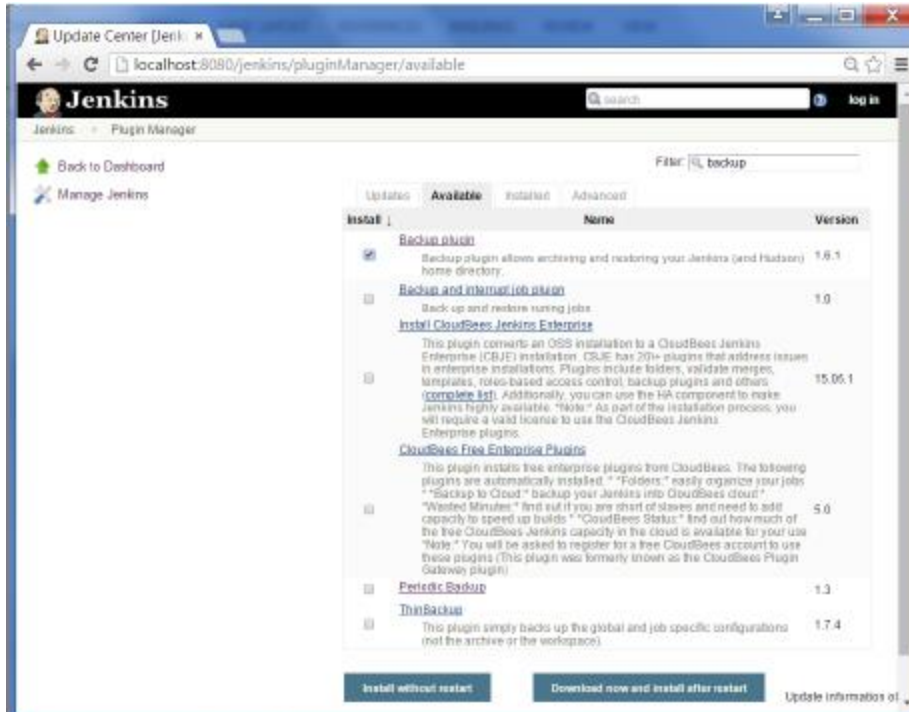 Update Center [Jenk
localhost:8080/jenkins/pluginManager/available
Jenkins
search
log in
Jenkins
Plugin Manager
Back to Dashboard
Manage Jenkins
Filter: backup
Updates Available Installed Advanced
Install ↓ Name Version
Backup plugin
Backup plugin allows archiving and restoring your Jenkins (and Hudson) 1.6.1
home directory.
Backup and interrupt job plugin
1.0
Back up and restore runing jobs
Install CloudBees Jenkins Enterprise
This plugin converts an OSS installation to a CloudBees Jenkins
Enterprise (CBJE) installation. CBJE has 20+ plugins that address issues
in enterprise installations. Plugins include folders, validate merges,
templates, roles-based access control, backup plugins and others 15.05.1
(complete list). Additionally, you can use the HA component to make
Jenkins highly available. *Note:* As part of the installation process, you
will require a valid license to use the CloudBees Jenkins
Enterprise plugins.
CloudBees Free Enterprise Plugins
This plugin installs free enterprise plugins from CloudBees. The following
plugins are automatically installed. * *Folders:* easily organize your jobs
* *Backup to Cloud:* backup your Jenkins into CloudBees cloud *
*Wanted Minutes:* find out if you are short of slaves and need to add 5.0
capacity to speed up builds * *CloudBees Status:* find out how much of
the free CloudBees Jenkins capacity in the cloud is available for your use
*Note:* You will be asked to register for a free CloudBees account to use
these plugins (This plugin was formerly known as the CloudBees Plugin
Gateway plugin)
Periodic Backup 1.3
ThinBackup
This plugin simply backs up the global and job specific configurations 1.7.4
(not the archive or the workspace).
Install without restart
Download now and install after restart
Update information o